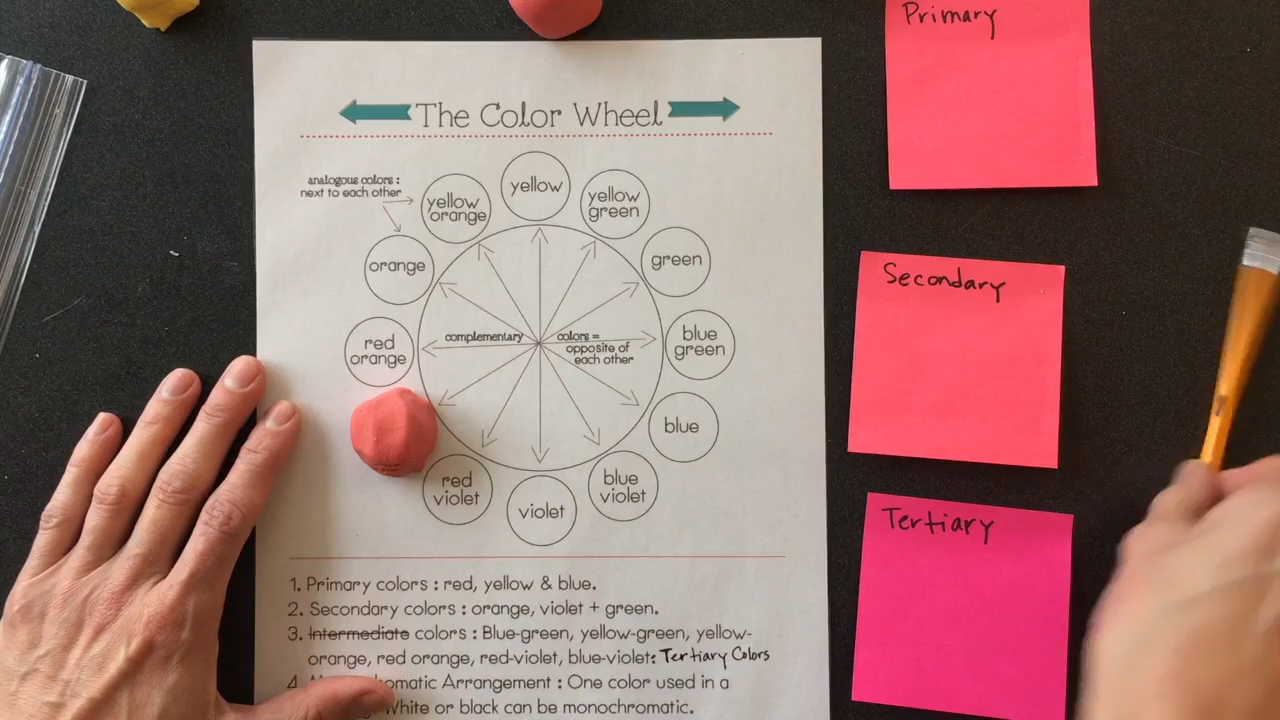 Primary
The Color Wheel
analogous colors :
next to each other
yellow
yellow
orange
yellow
green
orange
green
red
orange
complementary
colors =
opposite of
each other
blue
green
blue
red
violet
violet
blue
violet
Secondary
Tertiary
1. Primary colors : red, yellow & blue.
2. Secondary colors : orange, violet + green.
3. Intermediate colors : Blue-green, yellow-green, yellow-
orange, red orange, red-violet, blue-violet: Tertiary Colors
4. Arrangement : One color used in a
White or black can be monochromatic.